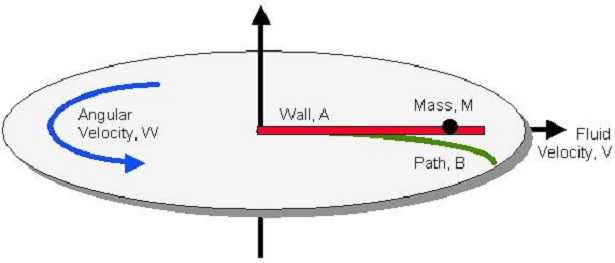 Wall, A
Mass, M
Angular
Velocity, W
Fluid
Velocity, V
Path, B